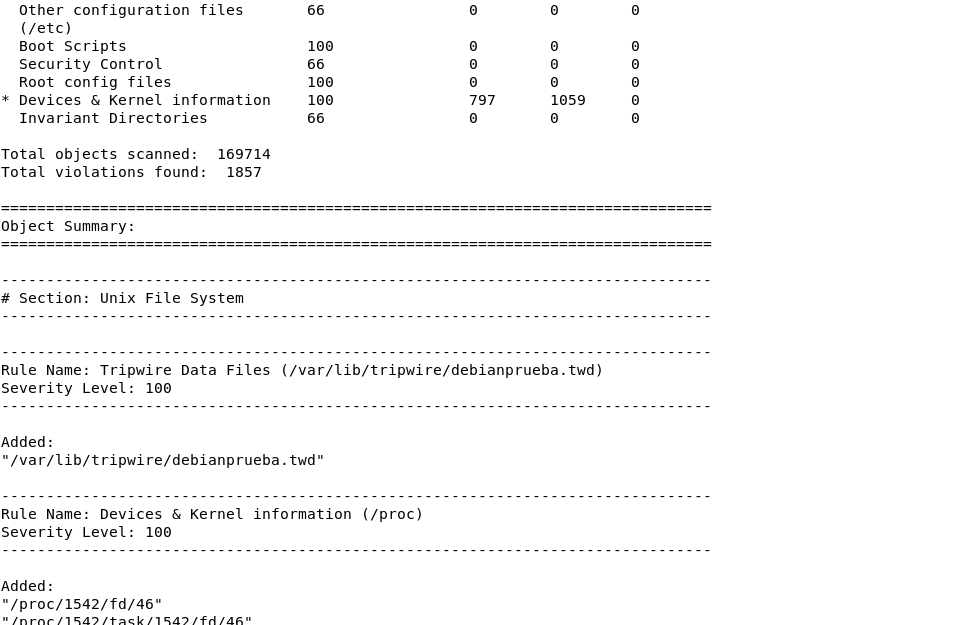 Other configuration files       66                0        0        0
  (/etc)
  Boot Scripts                    100               0        0        0
  Security Control                66                0        0        0
  Root config files               100               0        0        0
* Devices & Kernel information    100               797      1059     0
  Invariant Directories           66                0        0        0
Total objects scanned:  169714
Total violations found:  1857
===============================================================================
Object Summary:
===============================================================================
-------------------------------------------------------------------------------
# Section: Unix File System
-------------------------------------------------------------------------------
-------------------------------------------------------------------------------
Rule Name: Tripwire Data Files (/var/lib/tripwire/debianprueba.twd)
Severity Level: 100
-------------------------------------------------------------------------------
Added:
"/var/lib/tripwire/debianprueba.twd"
-------------------------------------------------------------------------------
Rule Name: Devices & Kernel information (/proc)
Severity Level: 100
-------------------------------------------------------------------------------
Added:
"/proc/1542/fd/46"
"/proc/1542/task/1542/fd/46"